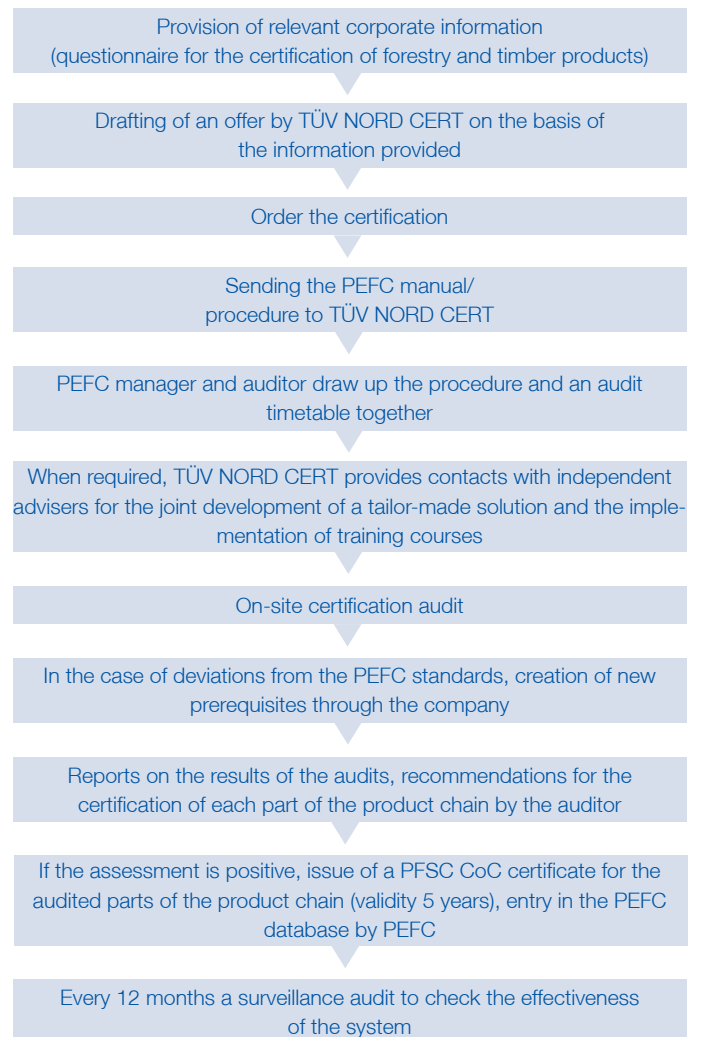 Provision of relevant corporate information
(questionnaire for the certification of forestry and timber products)
Drafting of an offer by TÜV NORD CERT on the basis of
the information provided
Order the certification
Sending the PEFC manual/
procedure to TÜV NORD CERT
PEFC manager and auditor draw up the procedure and an audit
timetable together
When required, TÜV NORD CERT provides contacts with independent
advisers for the joint development of a tailor-made solution and the imple-
mentation of training courses
On-site certification audit
In the case of deviations from the PEFC standards, creation of new
prerequisites through the company
Reports on the results of the audits, recommendations for the
certification of each part of the product chain by the auditor
If the assessment is positive, issue of a PFSC CoC certificate for the
audited parts of the product chain (validity 5 years), entry in the PEFC
database by PEFC
Every 12 months a surveillance audit to check the effectiveness
of the system